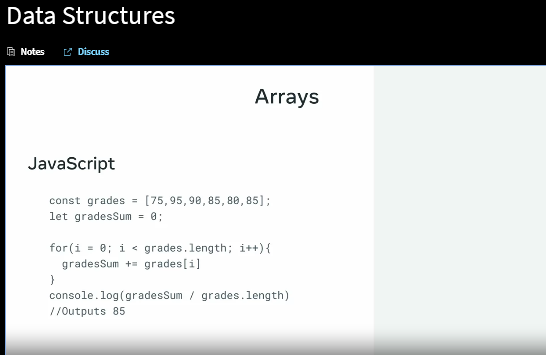 Data Structures
Notes
Discuss
Arrays
JavaScript
const grades = [75,95,90,85,80,85];
let gradesSum = 0;
for(i = 0; i < grades.length; i++){
gradesSum += grades[i]
}
console.log(gradesSum / grades.length)
//Outputs 85